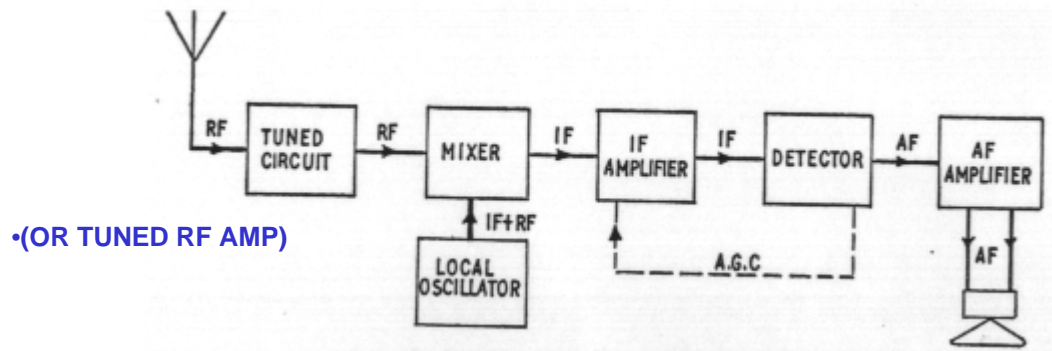 RF
TUNED
CIRCUIT
RF
MIXER
IF
IF
AMPLIFIER
IF
DETECTOR
AF
AF
AMPLIFIER
•(OR TUNED RF AMP)
IF+RF
LOCAL
OSCILLATOR
A.G.C
AF